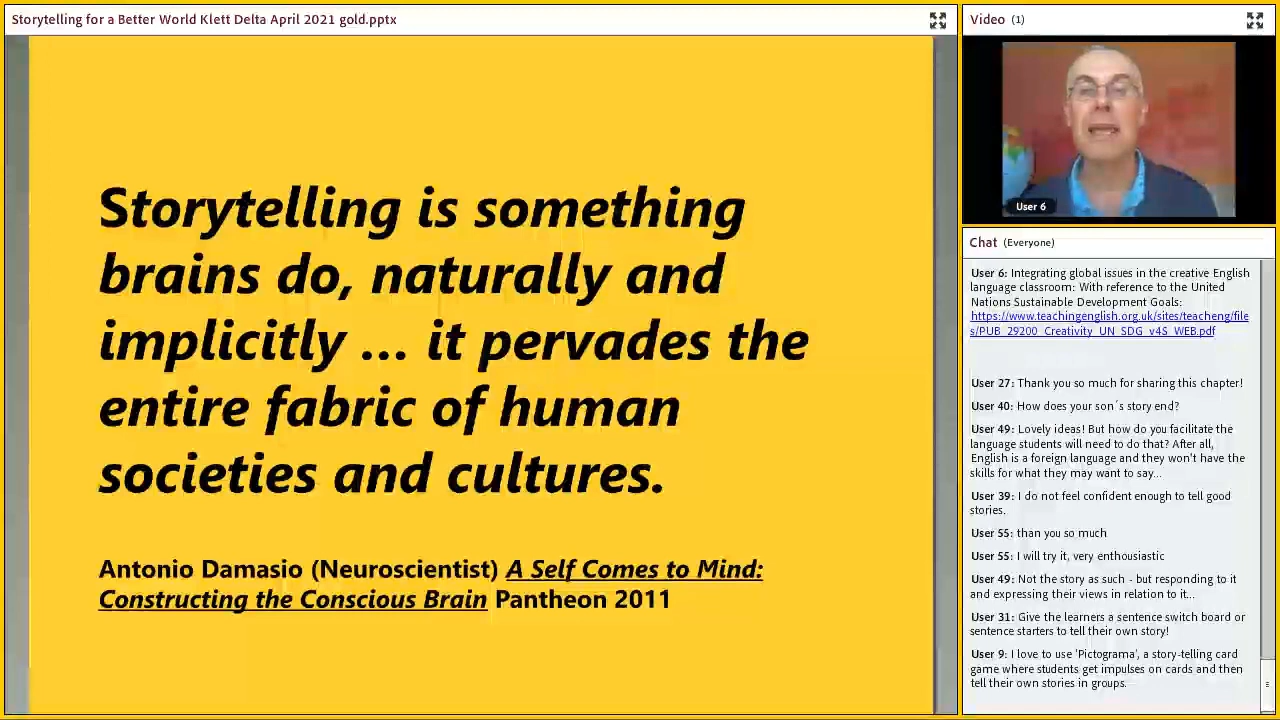 Storytelling for a Better World Klett Delta April 2021 gold.pptx
Storytelling is something
brains do, naturally and
implicitly ... it pervades the
entire fabric of human
societies and cultures.
Antonio Damasio (Neuroscientist) A Self Comes to Mind:
Constructing the Conscious Brain Pantheon 2011
Video (1)
User 6
Chat (Everyone)
User 6: Integrating global issues in the creative English
language classroom: With reference to the United
Nations Sustainable Development Goals:
https://www.teachingenglish.org.uk/sites/teacheng/file
s/PUB_29200_Creativity_UN_SDG_v4S_WEB.pdf
User 27: Thank you so much for sharing this chapter!
User 40: How does your son´s story end?
User 49: Lovely ideas! But how do you facilitate the
language students will need to do that? After all,
English is a foreign language and they won't have the
skills for what they may want to say...
User 39: I do not feel confident enough to tell good
stories.
User 55: than you so much
User 55: I will try it, very enthousiastic
User 49: Not the story as such - but responding to it
and expressing their views in relation to it...
User 31: Give the learners a sentence switch board or
sentence starters to tell their own story!
User 9: I love to use 'Pictograma', a story-telling card
game where students get impulses on cards and then
tell their own stories in groups.